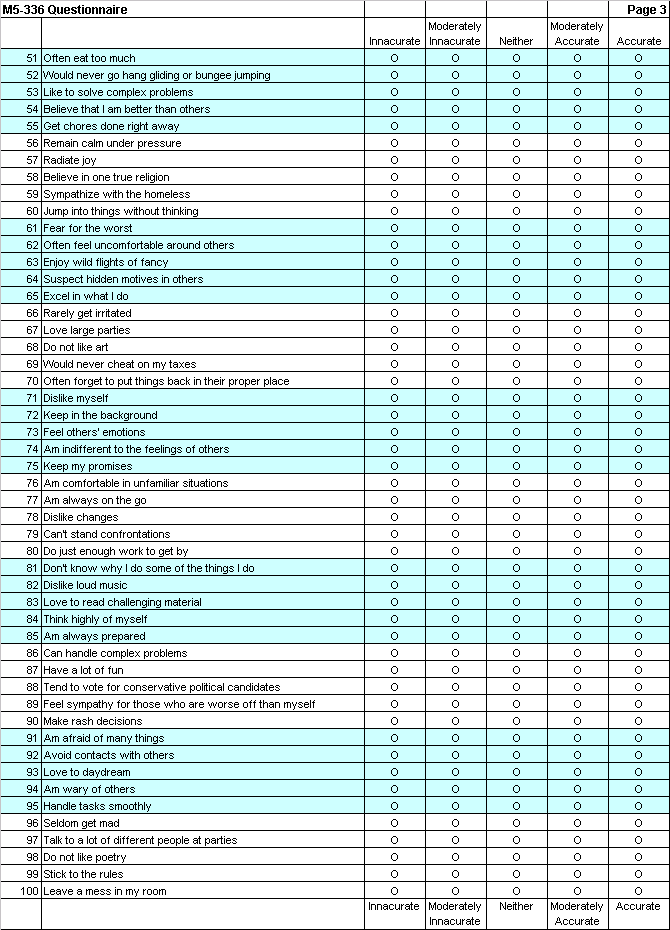 M5-336 Questionnaire Page 3
Innacurate Moderately Innacurate Neither Moderately Accurate Accurate
51 Often eat too much O O O O O
52 Would never go hang gliding or bungee jumping O O O O O
53 Like to solve complex problems O O O O O
54 Believe that I am better than others O O O O O
55 Get chores done right away O O O O O
56 Remain calm under pressure O O O O O
57 Radiate joy O O O O O
58 Believe in one true religion O O O O O
59 Sympathize with the homeless O O O O O
60 Jump into things without thinking O O O O O
61 Fear for the worst O O O O O
62 Often feel uncomfortable around others O O O O O
63 Enjoy wild flights of fancy O O O O O
64 Suspect hidden motives in others O O O O O
65 Excel in what I do O O O O O
66 Rarely get irritated O O O O O
67 Love large parties O O O O O
68 Do not like art O O O O O
69 Would never cheat on my taxes O O O O O
70 Often forget to put things back in their proper place O O O O O
71 Dislike myself O O O O O
72 Keep in the background O O O O O
73 Feel others' emotions O O O O O
74 Am indifferent to the feelings of others O O O O O
75 Keep my promises O O O O O
76 Am comfortable in unfamiliar situations O O O O O
77 Am always on the go O O O O O
78 Dislike changes O O O O O
79 Can't stand confrontations O O O O O
80 Do just enough work to get by O O O O O
81 Don't know why I do some of the things I do O O O O O
82 Dislike loud music O O O O O
83 Love to read challenging material O O O O O
84 Think highly of myself O O O O O
85 Am always prepared O O O O O
86 Can handle complex problems O O O O O
87 Have a lot of fun O O O O O
88 Tend to vote for conservative political candidates O O O O O
89 Feel sympathy for those who are worse off than myself O O O O O
90 Make rash decisions O O O O O
91 Am afraid of many things O O O O O
92 Avoid contacts with others O O O O O
93 Love to daydream O O O O O
94 Am wary of others O O O O O
95 Handle tasks smoothly O O O O O
96 Seldom get mad O O O O O
97 Talk to a lot of different people at parties O O O O O
98 Do not like poetry O O O O O
99 Stick to the rules O O O O O
100 Leave a mess in my room O O O O O
Innacurate Moderately Innacurate Neither Moderately Accurate Accurate